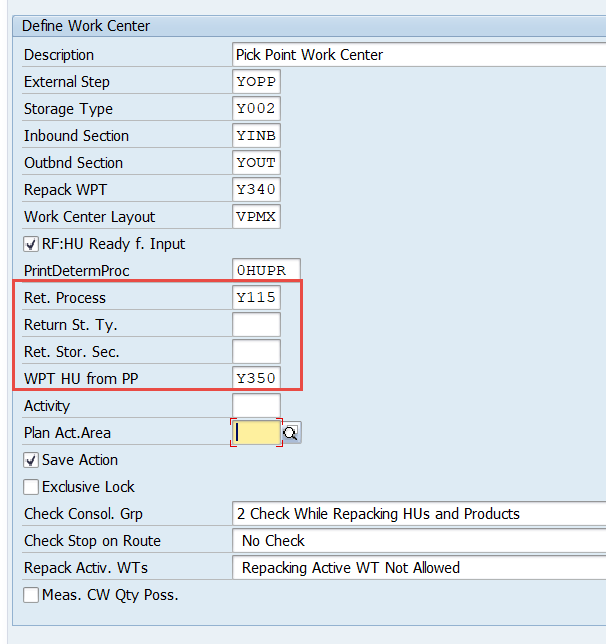 Define Work Center
Description Pick Point Work Center
External Step YOPP
Storage Type Y002
Inbound Section YINB
Outbnd Section YOUT
Repack WPT Y340
Work Center Layout VPMX
RF:HU Ready f. Input
PrintDetermProc 0HUPR
Ret. Process Y115
Return St. Ty.
Ret. Stor. Sec.
WPT HU from PP Y350
Activity
Plan Act.Area
Save Action
Exclusive Lock
Check Consol. Grp 2 Check While Repacking HUs and Products
Check Stop on Route No Check
Repack Activ. WTs Repacking Active WT Not Allowed
Meas. CW Qty Poss.